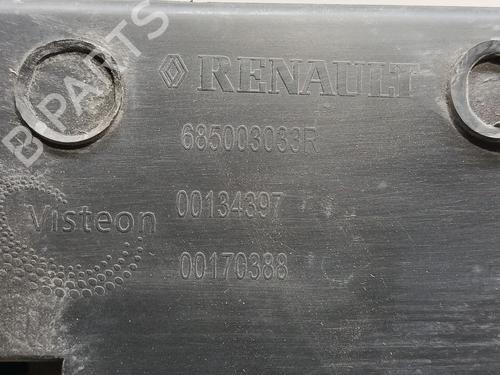 B-PARTS
RENAULT
685003033R
00134397
Visteon
00170388